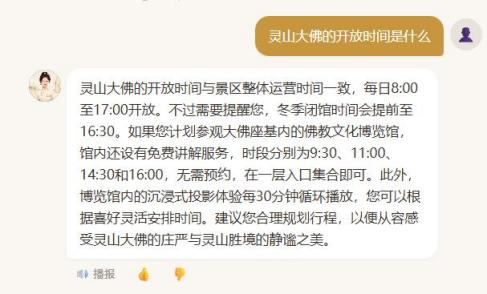 灵山大佛的开放时间是什么
灵山大佛的开放时间与景区整体运营时间一致，每日8:00
至17:00开放。不过需要提醒您，冬季闭馆时间会提前至
16:30。如果您计划参观大佛座基内的佛教文化博览馆，
馆内还设有免费讲解服务，时段分别为9:30、11:00、
14:30和16:00，无需预约，在一层入口集合即可。此外，
博览馆内的沉浸式投影体验每30分钟循环播放，您可以根
据喜好灵活安排时间。建议您合理规划行程，以便从容感
受灵山大佛的庄严与灵山胜境的静谧之美。
播报